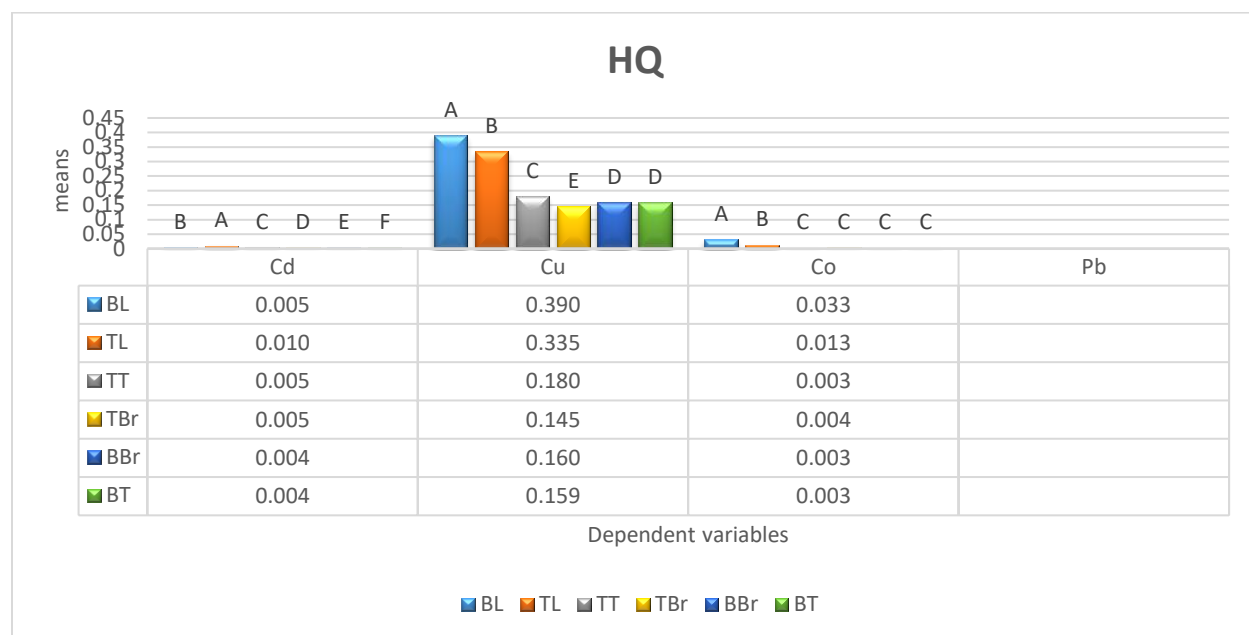 HQ
means
0.45
0.4
0.35
0.3
0.25
0.2
0.15
0.1
0.05
0
B A C D E F
A B C E D D
A B C C C C
Cd Cu Co Pb
BL 0.005 0.390 0.033
TL 0.010 0.335 0.013
TT 0.005 0.180 0.003
TBr 0.005 0.145 0.004
BBr 0.004 0.160 0.003
BT 0.004 0.159 0.003
Dependent variables
BL TL TT TBr BBr BT